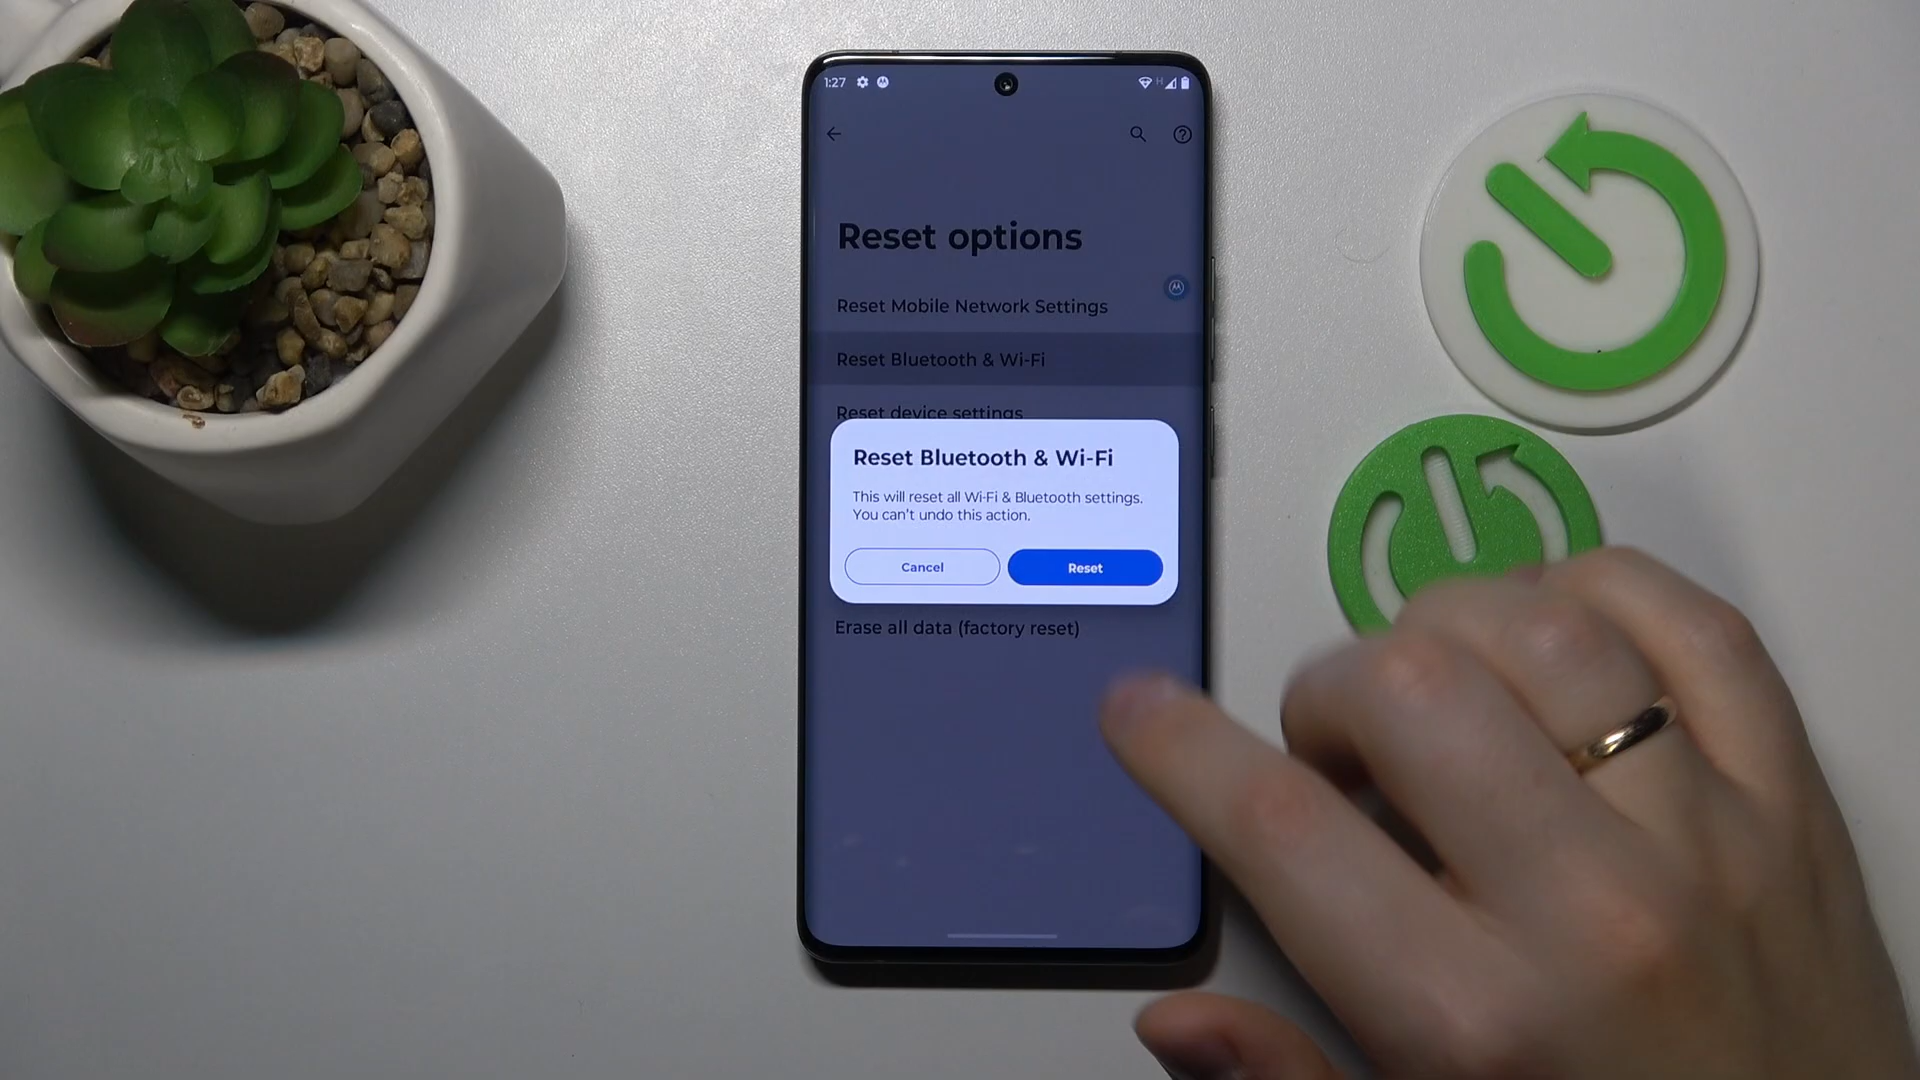 1:27
H
Reset options
Reset Mobile Network Settings
Reset Bluetooth & Wi-Fi
Reset device settings
Reset Bluetooth & Wi-Fi
This will reset all Wi-Fi & Bluetooth settings.
You can't undo this action.
Cancel Reset
Erase all data (factory reset)